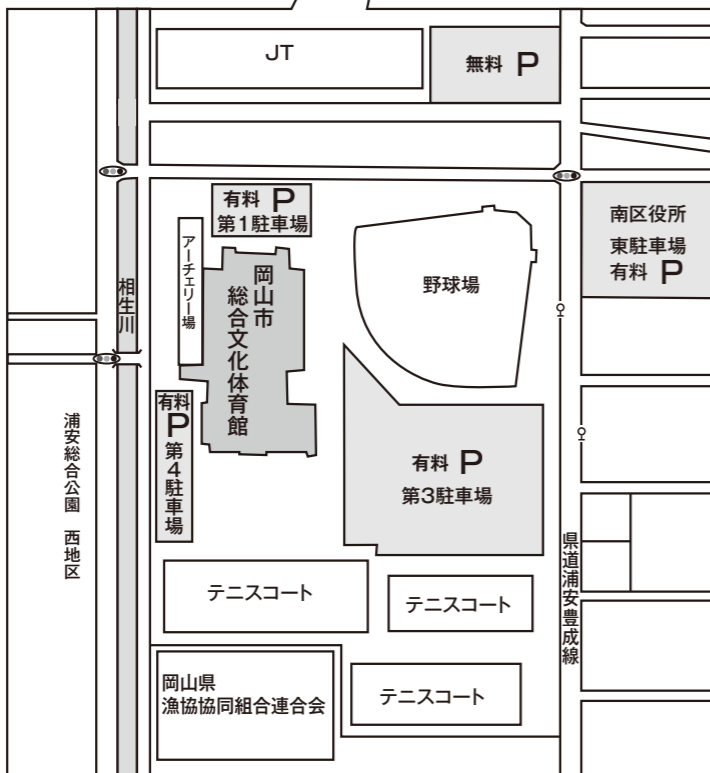 JT
無料 P
有料 P
第1駐車場
南区役所
東駐車場
有料 P
アーチェリー場
岡山市
総合文化体育館
野球場
相生川
有料
P
第4駐車場
有料 P
第3駐車場
浦安総合公園 西地区
県道浦安豊成線
テニスコート
テニスコート
岡山県
漁協協同組合連合会
テニスコート